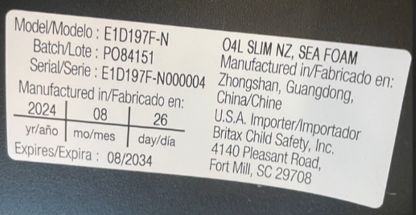 Model/Modelo : E1D197F-N
Batch/Lote : PO84151
Serial/Serie : E1D197F-N000004
Manufactured in/Fabricado en:
2024 08 26
yr/año mo/mes day/día
Expires/Expira : 08/2034
O4L SLIM NZ, SEA FOAM
Manufactured in/Fabricado en:
Zhongshan, Guangdong,
China/Chine
U.S.A. Importer/Importador
Britax Child Safety, Inc.
4140 Pleasant Road,
Fort Mill, SC 29708